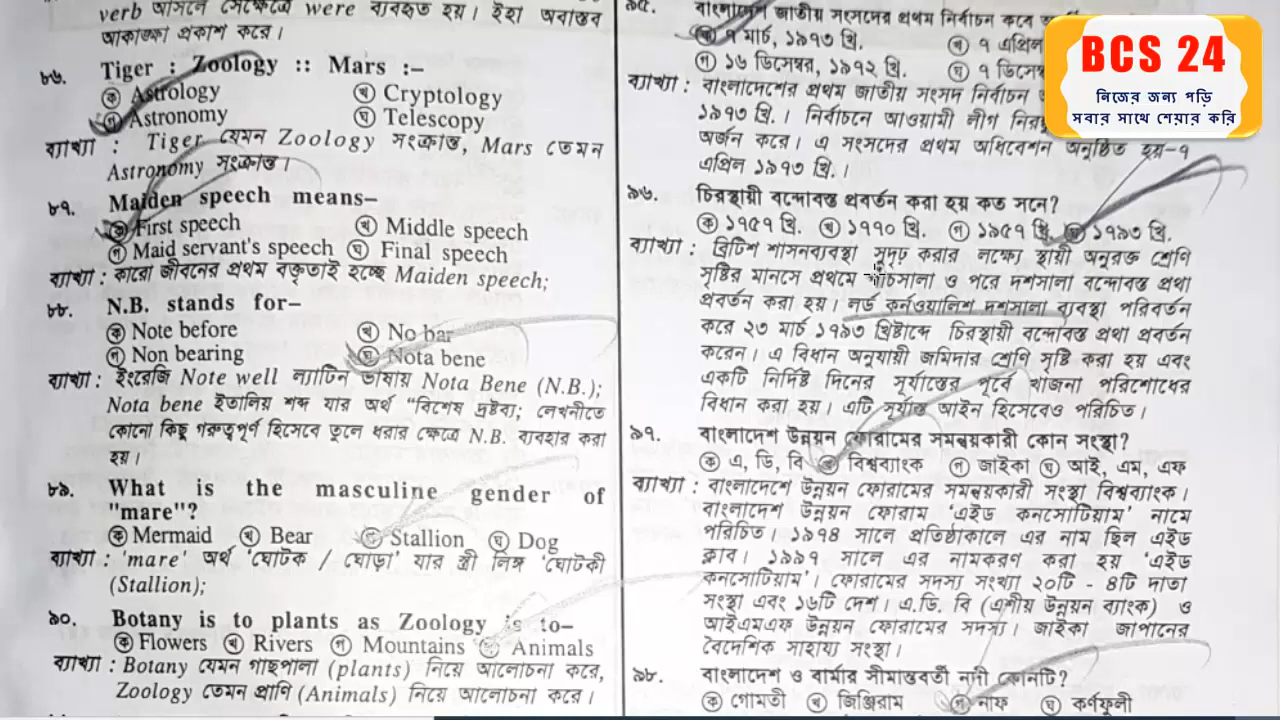 verb আসলে সেক্ষেত্রে were ব্যবহৃত হয়। ইহা অবাস্তব
আকাঙ্ক্ষা প্রকাশ করে।
৮৬. Tiger : Zoology :: Mars :–
ক Astrology খ Cryptology
গ Astronomy ঘ Telescopy
ব্যাখ্যা : Tiger যেমন Zoology সংক্রান্ত, Mars তেমন
Astronomy সংক্রান্ত।
৮৭. Maiden speech means–
ক First speech খ Middle speech
গ Maid servant's speech ঘ Final speech
ব্যাখ্যা : কারো জীবনের প্রথম বক্তৃতাই হচ্ছে Maiden speech;
৮৮. N.B. stands for–
ক Note before খ No bar
গ Non bearing ঘ Nota bene
ব্যাখ্যা : ইংরেজি Note well ল্যাটিন ভাষায় Nota Bene (N.B.);
Nota bene ইতালিয় শব্দ যার অর্থ “বিশেষ দ্রষ্টব্য; লেখনীতে
কোনো কিছু গরুত্বপূর্ণ হিসেবে তুলে ধরার ক্ষেত্রে N.B. ব্যবহার করা
হয়।
৮৯. What is the masculine gender of
"mare"?
ক Mermaid খ Bear গ Stallion ঘ Dog
ব্যাখ্যা : 'mare' অর্থ 'ঘোটক / ঘোড়া' যার স্ত্রী লিঙ্গ 'ঘোটকী
(Stallion);
৯০. Botany is to plants as Zoology is to–
ক Flowers খ Rivers গ Mountains ঘ Animals
ব্যাখ্যা : Botany যেমন গাছপালা (plants) নিয়ে আলোচনা করে,
Zoology তেমন প্রাণি (Animals) নিয়ে আলোচনা করে।
৯৫. বাংলাদেশ জাতীয় সংসদের প্রথম নির্বাচন কবে
ক ৭ মার্চ, ১৯৭৩ খ্রি. খ ৭ এপ্রিল
গ ১৬ ডিসেম্বর, ১৯৭২ খ্রি. ঘ ৭
ব্যাখ্যা : বাংলাদেশের প্রথম জাতীয় সংসদ নির্বাচন
১৯৭৩ খ্রি.। নির্বাচনে আওয়ামী লীগ
অর্জন করে। এ সংসদের প্রথম অধিবেশন অনুষ্ঠিত হয়-৭
এপ্রিল ১৯৭৩ খ্রি.।
৯৬. চিরস্থায়ী বন্দোবস্ত প্রবর্তন করা হয় কত সনে?
ক ১৭৫৭ খ্রি. খ ১৭৭০ খ্রি. গ ১৯৫৭ খ্রি. ঘ ১৭৯৩ খ্রি.
ব্যাখ্যা : ব্রিটিশ শাসনব্যবস্থা সুদৃঢ় করার লক্ষ্যে স্থায়ী অনুরক্ত শ্রেণি
সৃষ্টির মানসে প্রথমে পাঁচসালা ও পরে দশসালা বন্দোবস্ত প্রথা
প্রবর্তন করা হয়। লর্ড কর্নওয়ালিশ দশসালা ব্যবস্থা পরিবর্তন
করে ২৩ মার্চ ১৭৯৩ খ্রিষ্টাব্দে চিরস্থায়ী বন্দোবস্ত প্রথা প্রবর্তন
করেন। এ বিধান অনুযায়ী জমিদার শ্রেণি সৃষ্টি করা হয় এবং
একটি নির্দিষ্ট দিনের সূর্যাস্তের পূর্বে খাজনা পরিশোধের
বিধান করা হয়। এটি সূর্যাস্ত আইন হিসেবেও পরিচিত।
৯৭. বাংলাদেশ উন্নয়ন ফোরামের সমন্বয়কারী কোন সংস্থা?
ক এ, ডি, বি খ বিশ্বব্যাংক গ জাইকা ঘ আই, এম, এফ
ব্যাখ্যা : বাংলাদেশে উন্নয়ন ফোরামের সমন্বয়কারী সংস্থা বিশ্বব্যাংক।
বাংলাদেশ উন্নয়ন ফোরাম 'এইড কনসোটিয়াম' নামে
পরিচিত। ১৯৭৪ সালে প্রতিষ্ঠাকালে এর নাম ছিল এইড
ক্লাব। ১৯৯৭ সালে এর নামকরণ করা হয় 'এইড
কনসোটিয়াম'। ফোরামের সদস্য সংখ্যা ২০টি - ৪টি দাতা
সংস্থা এবং ১৬টি দেশ। এ.ডি. বি (এশীয় উন্নয়ন ব্যাংক) ও
আইএমএফ উন্নয়ন ফোরামের সদস্য। জাইকা জাপানের
বৈদেশিক সাহায্য সংস্থা।
৯৮. বাংলাদেশ ও বার্মার সীমান্তবর্তী নদী কোনটি?
ক গোমতী খ জিঞ্জিরাম গ নাফ ঘ কর্ণফুলী
BCS 24
নিজের জন্য পড়ি
সবার সাথে শেয়ার করি